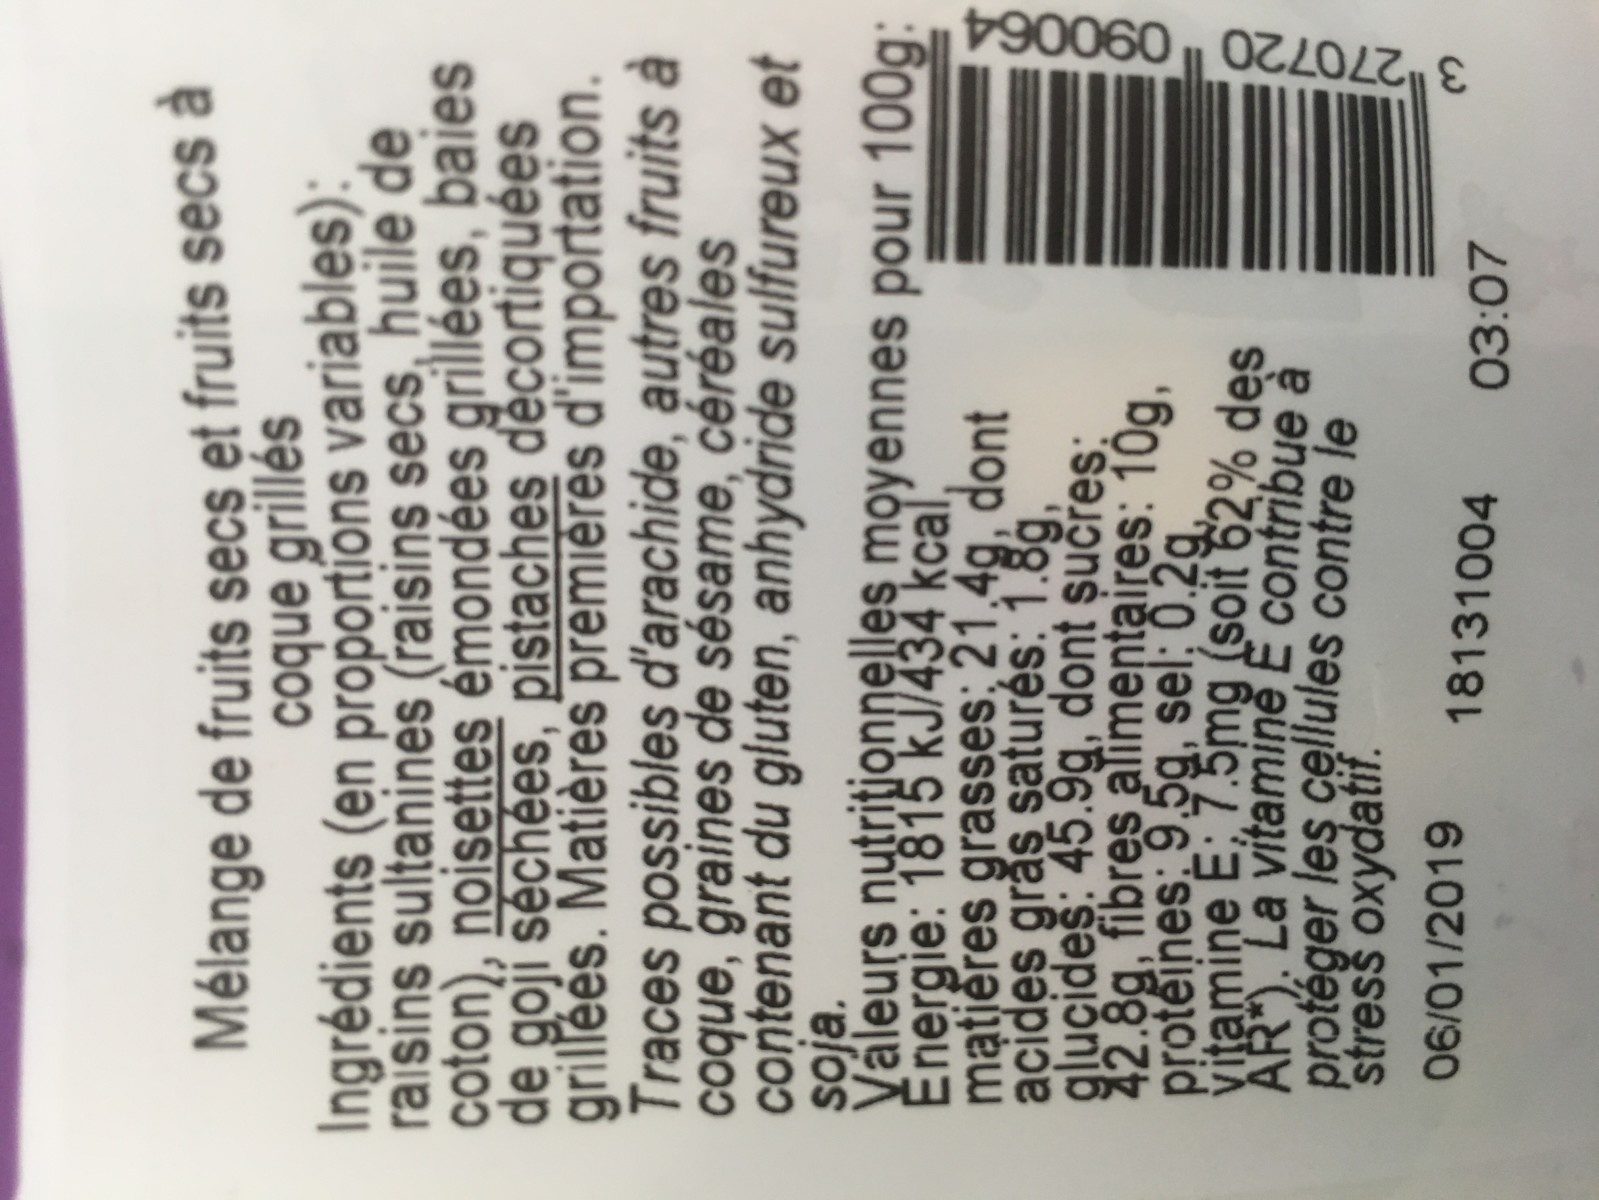 Mélange de fruits secs et fruits secs à
coque grillés
Ingrédients (en proportions variables):
raisins sultanines (raisins secs, huile de
coton), noisettes émondées grillées, baies
de goji séchées, pistaches décortiquées
grillées. Matières premières d'importation.
Traces possibles d'arachide, autres fruits à
coque, graines de sésame, céréales
contenant du gluten, anhydride sulfureux et
soja.
Valeurs nutritionnelles moyennes pour 100g:
Énergie: 1815 kJ/434 kcal,
matières grasses: 21.4g, dont
acides gras saturés: 1.8g,
glucides: 45.9g, dont sucres:
42.8g, fibres alimentaires: 10g,
protéines: 9.5g, sel: 0.2g,
vitamine E: 7.5mg (soit 62% des
AR*). La vitamine E contribue à
protéger les cellules contre le
stress oxydatif.
06/01/2019 18131004 03:07
3 270720 090064